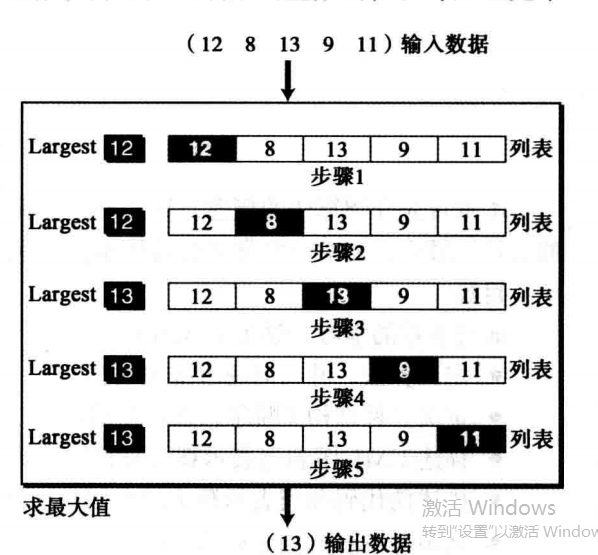 （12 8 13 9 11）输入数据
Largest 12 12 8 13 9 11 列表
步骤1
Largest 12 12 8 13 9 11 列表
步骤2
Largest 13 12 8 13 9 11 列表
步骤3
Largest 13 12 8 13 9 11 列表
步骤4
Largest 13 12 8 13 9 11 列表
步骤5
求最大值
激活 Windows
转到“设置”以激活 Window
（13）输出数据